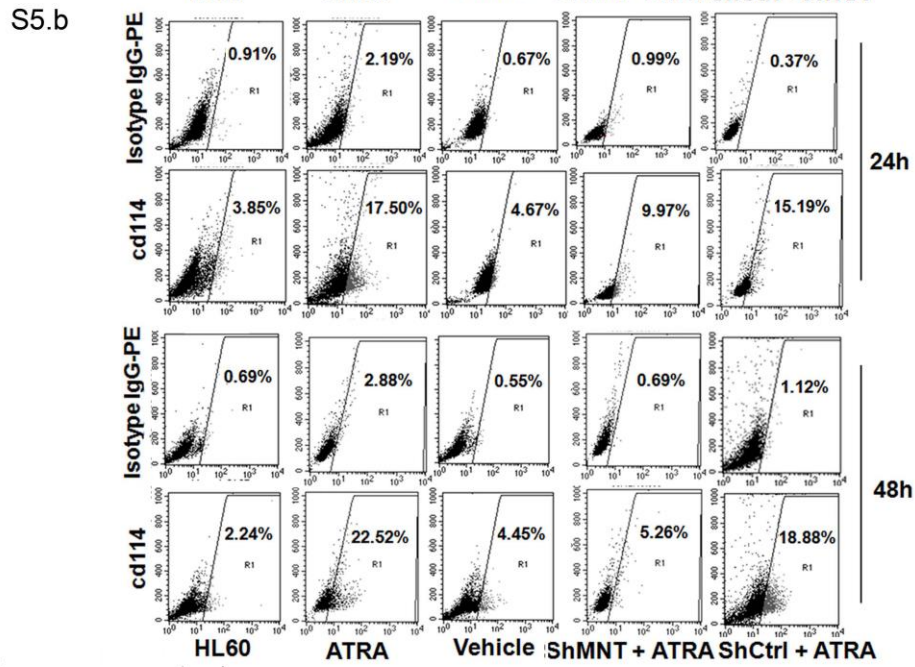 S5.b
Isotype IgG-PE
0.91% 2.19% 0.67% 0.99% 0.37%
R1 R1 R1 R1 R1
cd114
3.85% 17.50% 4.67% 9.97% 15.19%
R1 R1 R1 R1 R1
24h
Isotype IgG-PE
0.69% 2.88% 0.55% 0.69% 1.12%
R1 R1 R1 R1 R1
cd114
2.24% 22.52% 4.45% 5.26% 18.88%
R1 R1 R1 R1 R1
48h
HL60 ATRA Vehicle ShMNT + ATRA ShCtrl + ATRA